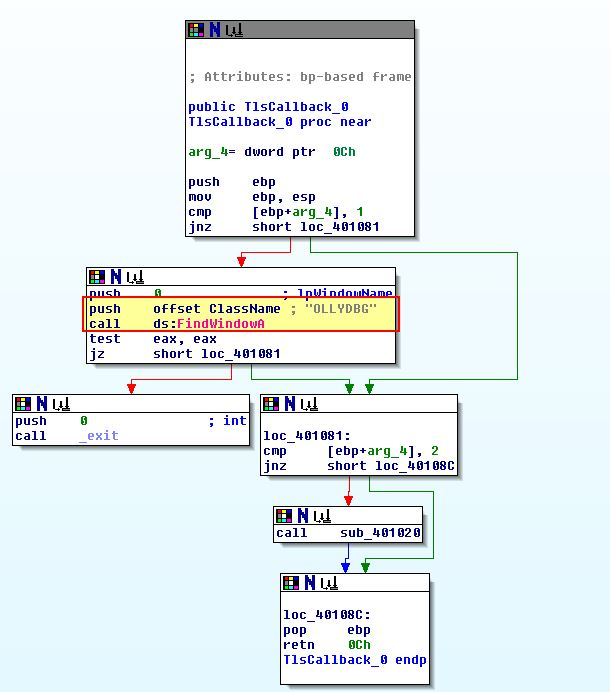 ; Attributes: bp-based frame
public TlsCallback_0
TlsCallback_0 proc near
arg_4= dword ptr  0Ch
push    ebp
mov     ebp, esp
cmp     [ebp+arg_4], 1
jnz     short loc_401081
push    0               ; lpWindowName
push    offset ClassName ; "OLLYDBG"
call    ds:FindWindowA
test    eax, eax
jz      short loc_401081
push    0               ; int
call    _exit
loc_401081:
cmp     [ebp+arg_4], 2
jnz     short loc_40108C
call    sub_401020
loc_40108C:
pop     ebp
retn    0Ch
TlsCallback_0 endp